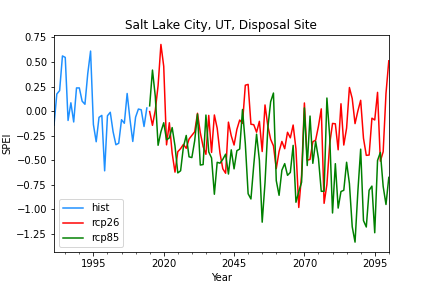 Salt Lake City, UT, Disposal Site
0.75
0.50
0.25
0.00
−0.25
−0.50
−0.75
−1.00
−1.25
SPEI
hist
rcp26
rcp85
1995 2020 2045 2070 2095
Year